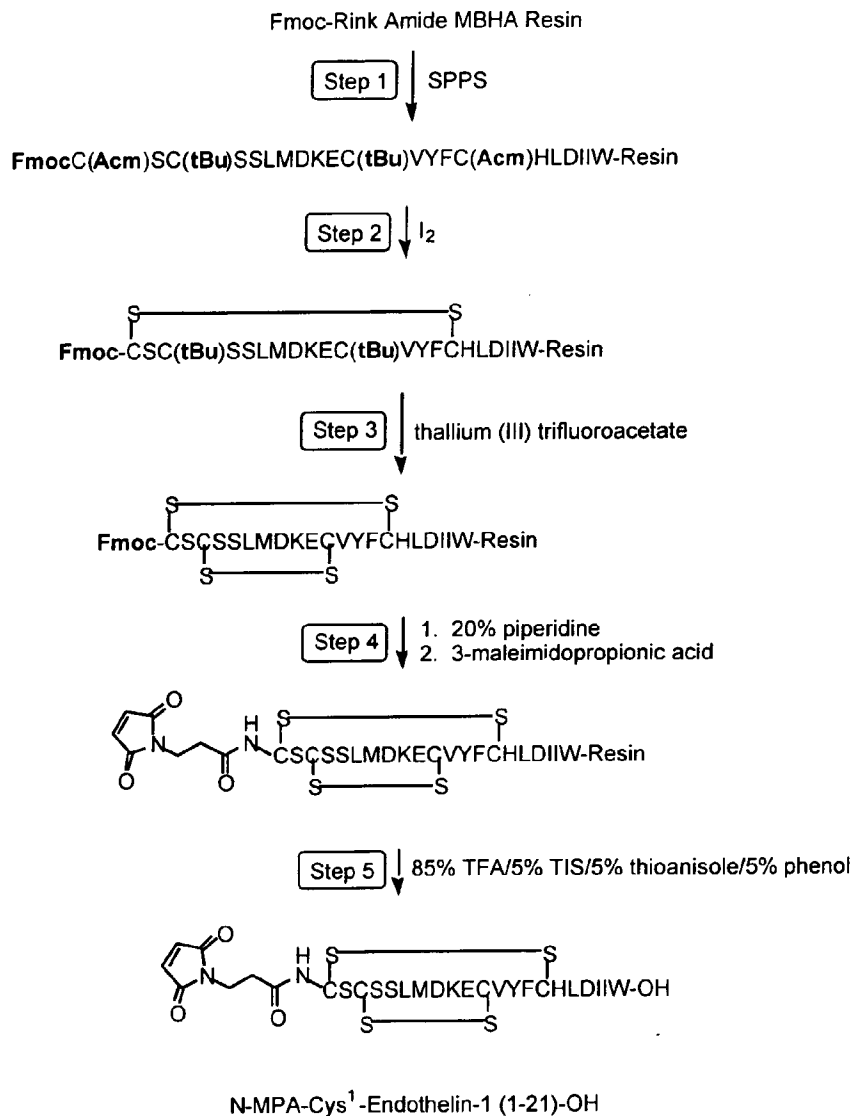 Fmoc-Rink Amide MBHA Resin
Step 1 SPPS
FmocC(Acm)SC(tBu)SSLMDKEC(tBu)VYFC(Acm)HLDIIW-Resin
Step 2 I2
S S
Fmoc-CSC(tBu)SSLMDKEC(tBu)VYFCHLDIIW-Resin
Step 3 thallium (III) trifluoroacetate
S S
Fmoc-CSCSSLMDKECVYFCHLDIIW-Resin
S S
Step 4 1. 20% piperidine
2. 3-maleimidopropionic acid
O
S S
H
N N CSCSSLMDKECVYFCHLDIIW-Resin
O O
S S
Step 5 85% TFA/5% TIS/5% thioanisole/5% phenol
O
S S
H
N N CSCSSLMDKECVYFCHLDIIW-OH
O O
S S
N-MPA-Cys1-Endothelin-1 (1-21)-OH